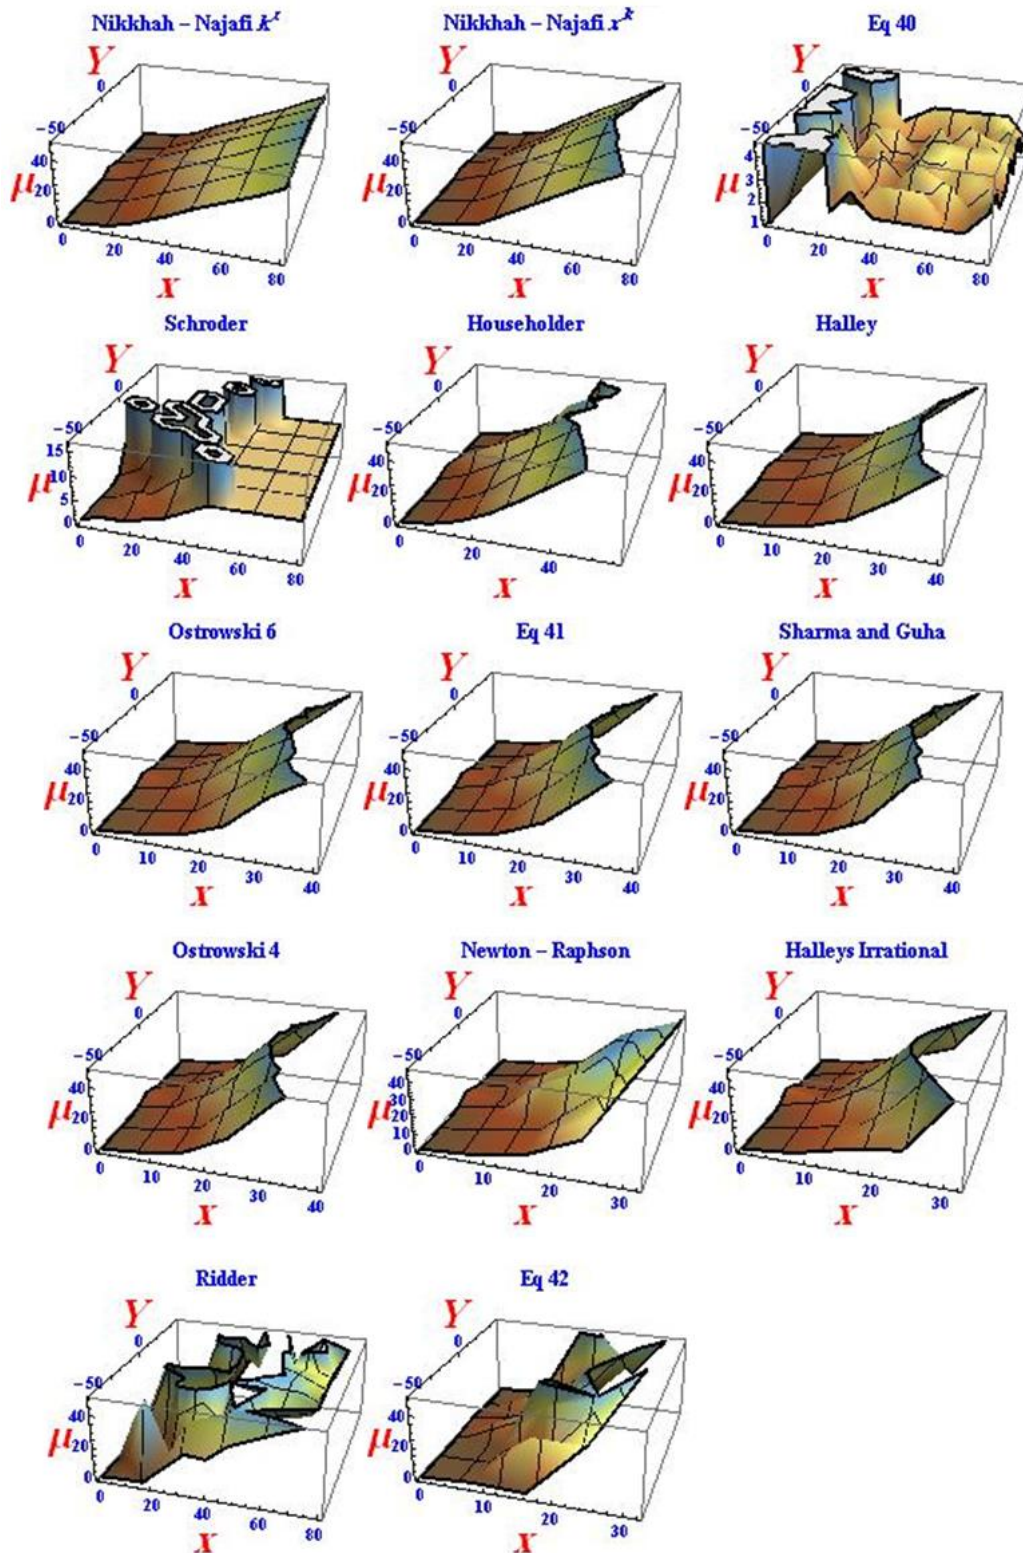 Nikkhah – Najafi k^x
Nikkhah – Najafi x^k
Eq 40
Y
0
−50
40
μ 20
0
0
20
40
60
80
x
Y
0
−50
40
μ 20
0
0
20
40
60
80
x
Y
0
−50
4
μ 3
2
1
0
20
40
60
80
x
Schroder
Householder
Halley
Y
0
−50
15
μ 10
5
0
0
20
40
60
80
x
Y
0
−50
40
μ 20
0
0
20
40
x
Y
0
−50
40
μ 20
0
0
10
20
30
40
x
Ostrowski 6
Eq 41
Sharma and Guha
Y
0
−50
40
μ 20
0
0
10
20
30
40
x
Y
0
−50
40
μ 20
0
0
10
20
30
40
x
Y
0
−50
40
μ 20
0
0
10
20
30
40
x
Ostrowski 4
Newton – Raphson
Halleys Irrational
Y
0
−50
40
μ 20
0
0
10
20
30
40
x
Y
0
−50
40
30
μ 20
10
0
0
10
20
30
x
Y
0
−50
40
μ 20
0
0
10
20
30
x
Ridder
Eq 42
Y
0
−50
40
μ 20
0
0
20
40
60
80
x
Y
0
−50
40
μ 20
0
0
10
20
30
x